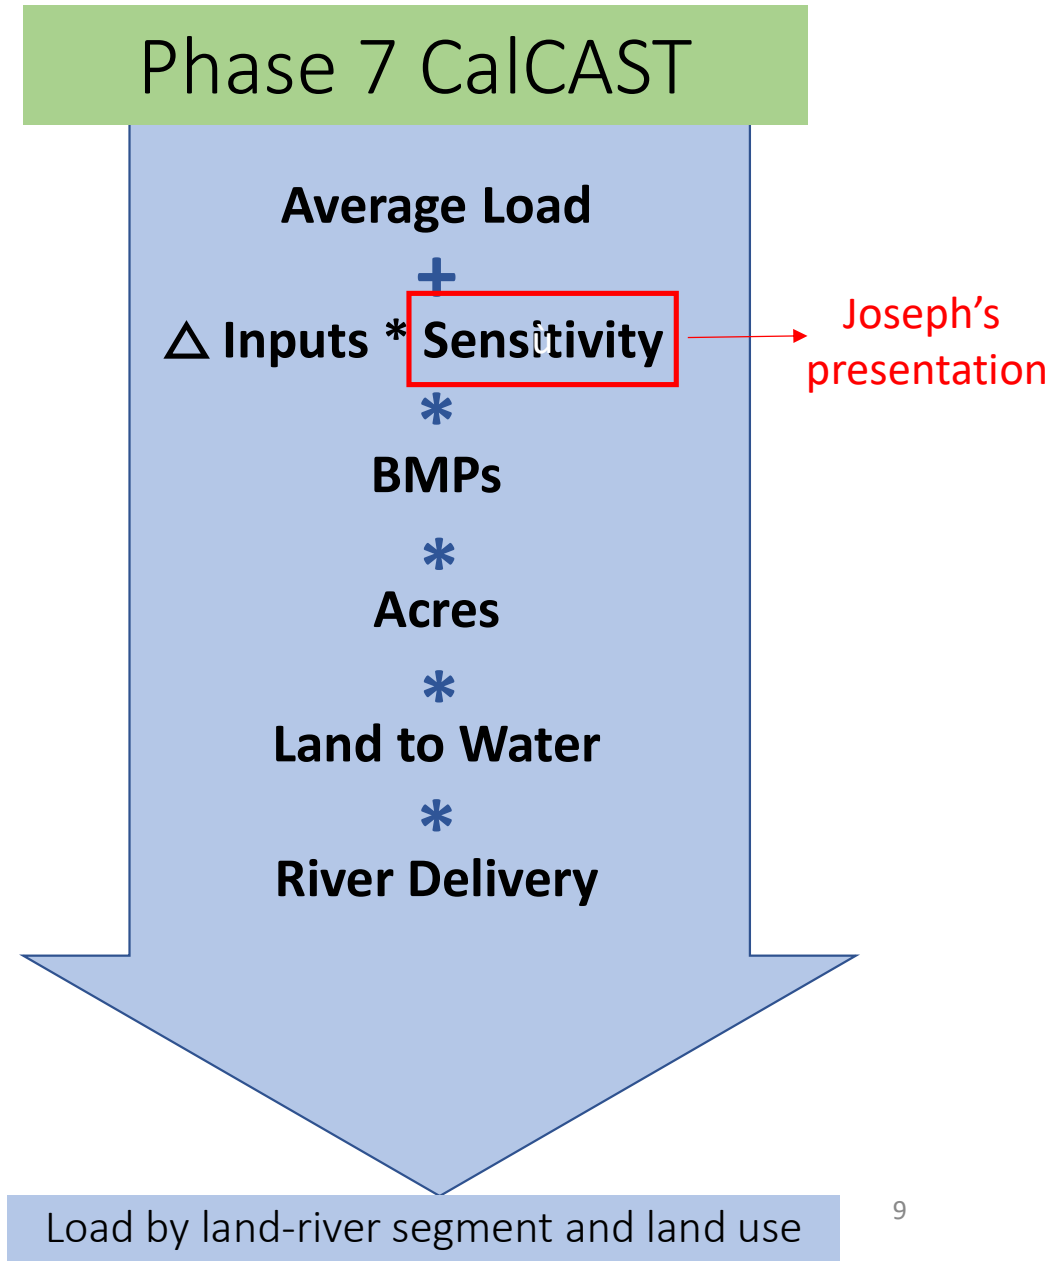 Phase 7 CalCAST
Average Load
+
△ Inputs * Sensitivity
ù
Joseph's
presentation
*
BMPs
*
Acres
*
Land to Water
*
River Delivery
Load by land-river segment and land use
9